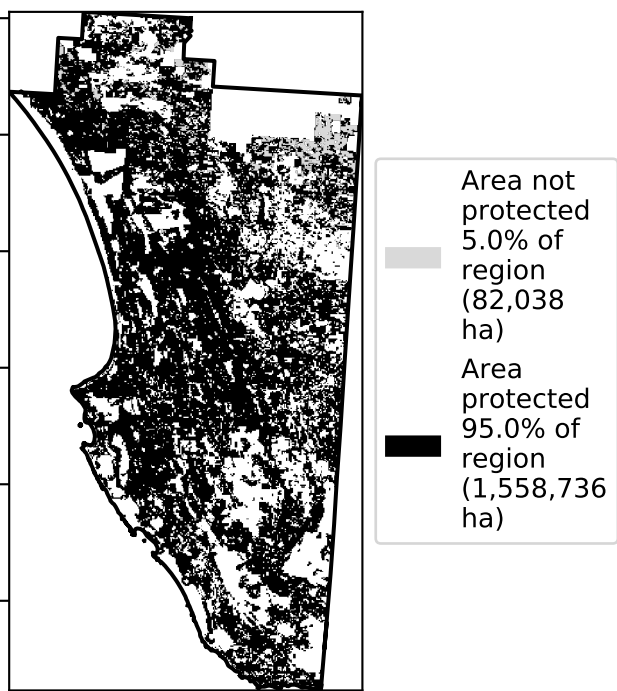 Area not
protected
5.0% of
region
(82,038
ha)
Area
protected
95.0% of
region
(1,558,736
ha)